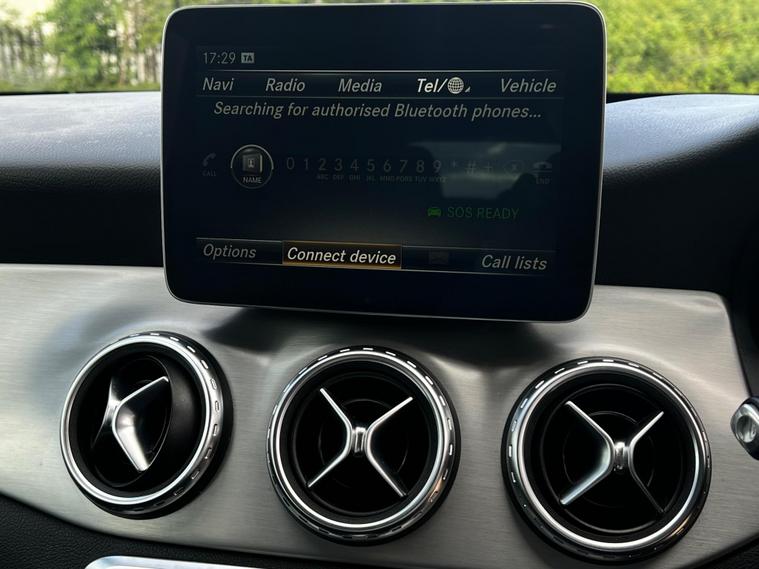 17:29 TA
Navi Radio Media Tel/ Vehicle
Searching for authorised Bluetooth phones...
0 1 2 3 4 5 6 7 8 9 * # +
ABC DEF GHI JKL MNO PQRS TUV WXYZ
CALL NAME END
SOS READY
Options Connect device Call lists